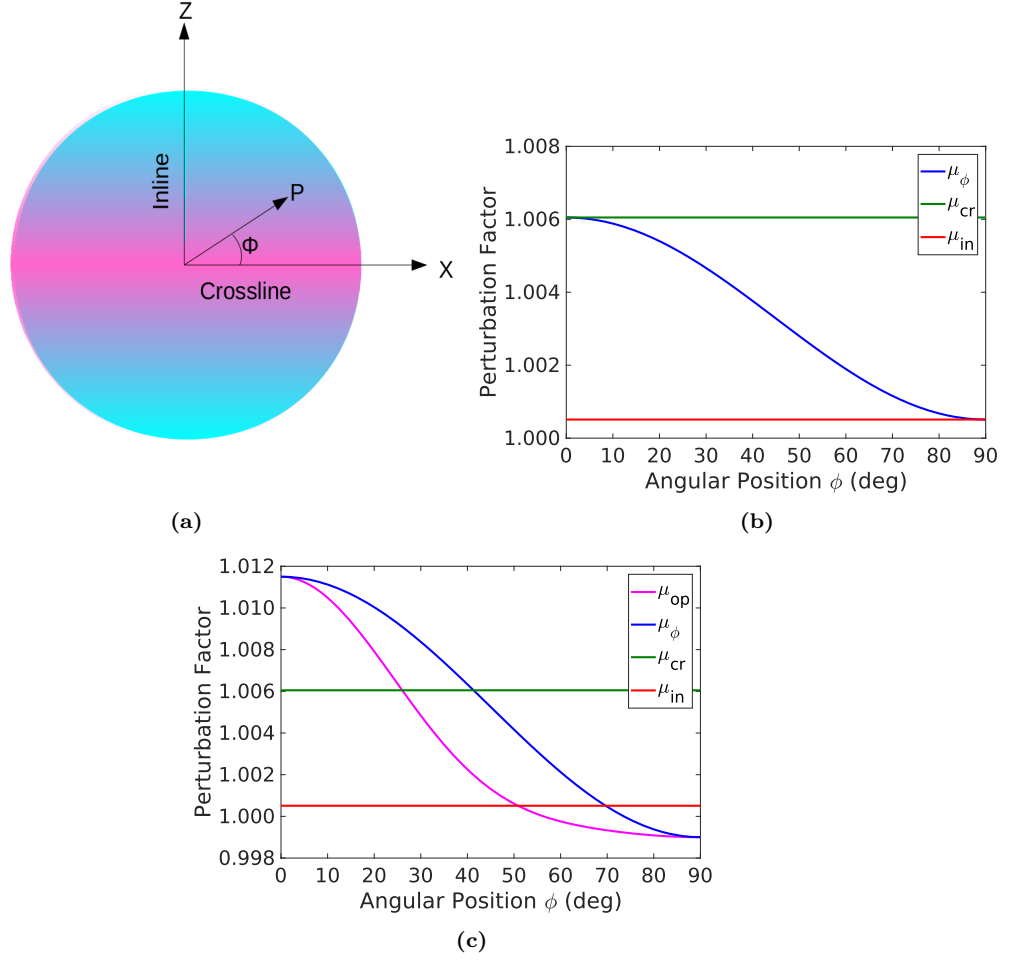 Z
Inline
P
Φ
X
Crossline
(a)
1.008
1.006
1.004
1.002
1.000
Perturbation Factor
0 10 20 30 40 50 60 70 80 90
Angular Position ϕ (deg)
μϕ
μcr
μin
(b)
1.012
1.010
1.008
1.006
1.004
1.002
1.000
0.998
Perturbation Factor
0 10 20 30 40 50 60 70 80 90
Angular Position ϕ (deg)
μop
μϕ
μcr
μin
(c)